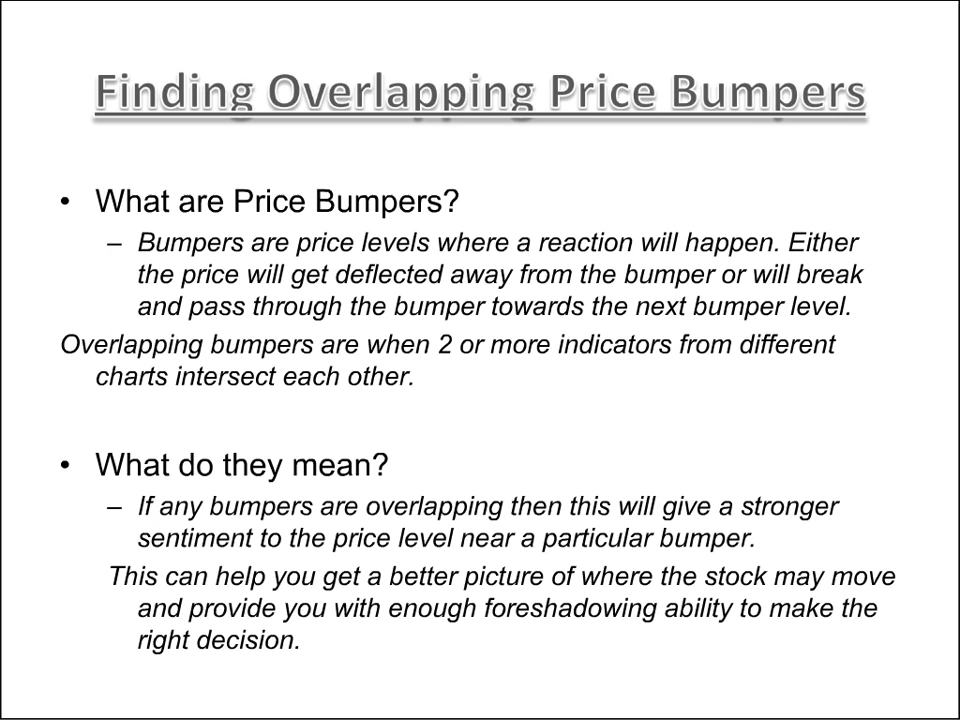 Finding Overlapping Price Bumpers
• What are Price Bumpers?
– Bumpers are price levels where a reaction will happen. Either
the price will get deflected away from the bumper or will break
and pass through the bumper towards the next bumper level.
Overlapping bumpers are when 2 or more indicators from different
charts intersect each other.
• What do they mean?
– If any bumpers are overlapping then this will give a stronger
sentiment to the price level near a particular bumper.
This can help you get a better picture of where the stock may move
and provide you with enough foreshadowing ability to make the
right decision.